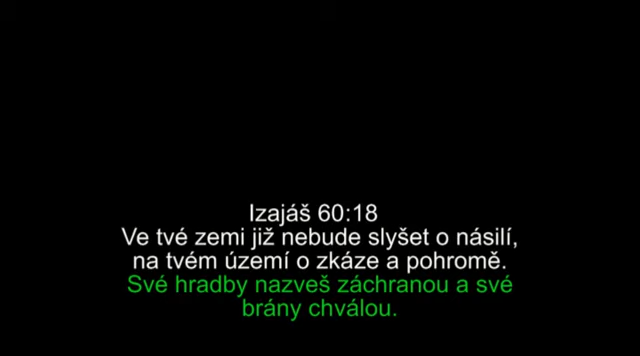 Izajáš 60:18
Ve tvé zemi již nebude slyšet o násilí,
na tvém území o zkáze a pohromě.
Své hradby nazveš záchranou a své
brány chválou.